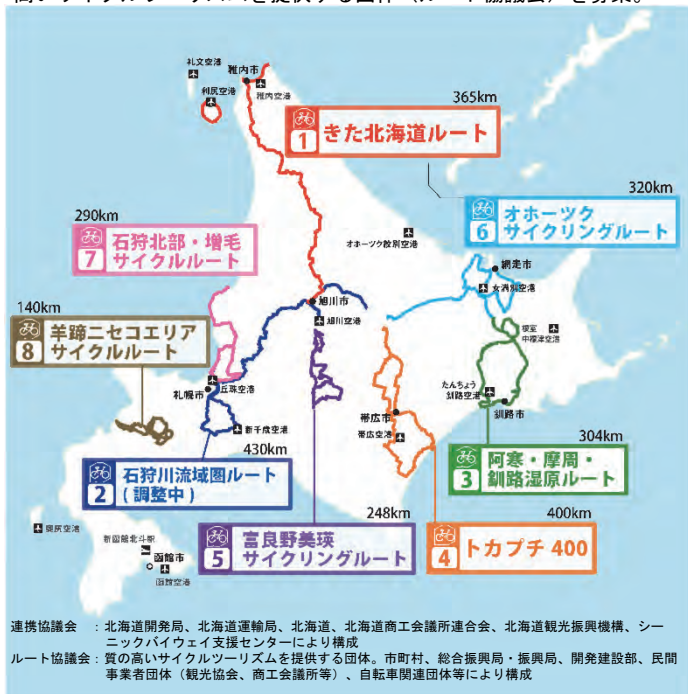 高いサイクルツーリズムを提供する団体（ルート協議会）を募集。
礼文空港
稚内市
利尻空港
稚内空港
365km
1 きた北海道ルート
320km
6 オホーツク
サイクリングルート
290km
7 石狩北部・増毛
サイクルルート
オホーツク紋別空港
網走市
女満別空港
140km
8 羊蹄ニセコエリア
サイクルルート
旭川市
旭川空港
根室
中標津空港
札幌市
丘珠空港
たんちょう
釧路空港
釧路市
帯広市
帯広空港
新千歳空港
430km
2 石狩川流域圏ルート
(調整中)
304km
3 阿寒・摩周・
釧路湿原ルート
248km
5 富良野美瑛
サイクリングルート
400km
4 トカプチ 400
奥尻空港
新函館北斗駅
函館市
函館空港
連携協議会　：北海道開発局、北海道運輸局、北海道、北海道商工会議所連合会、北海道観光振興機構、シー
ニックバイウェイ支援センターにより構成
ルート協議会：質の高いサイクルツーリズムを提供する団体。市町村、総合振興局・振興局、開発建設部、民間
事業者団体（観光協会、商工会議所等）、自転車関連団体等により構成